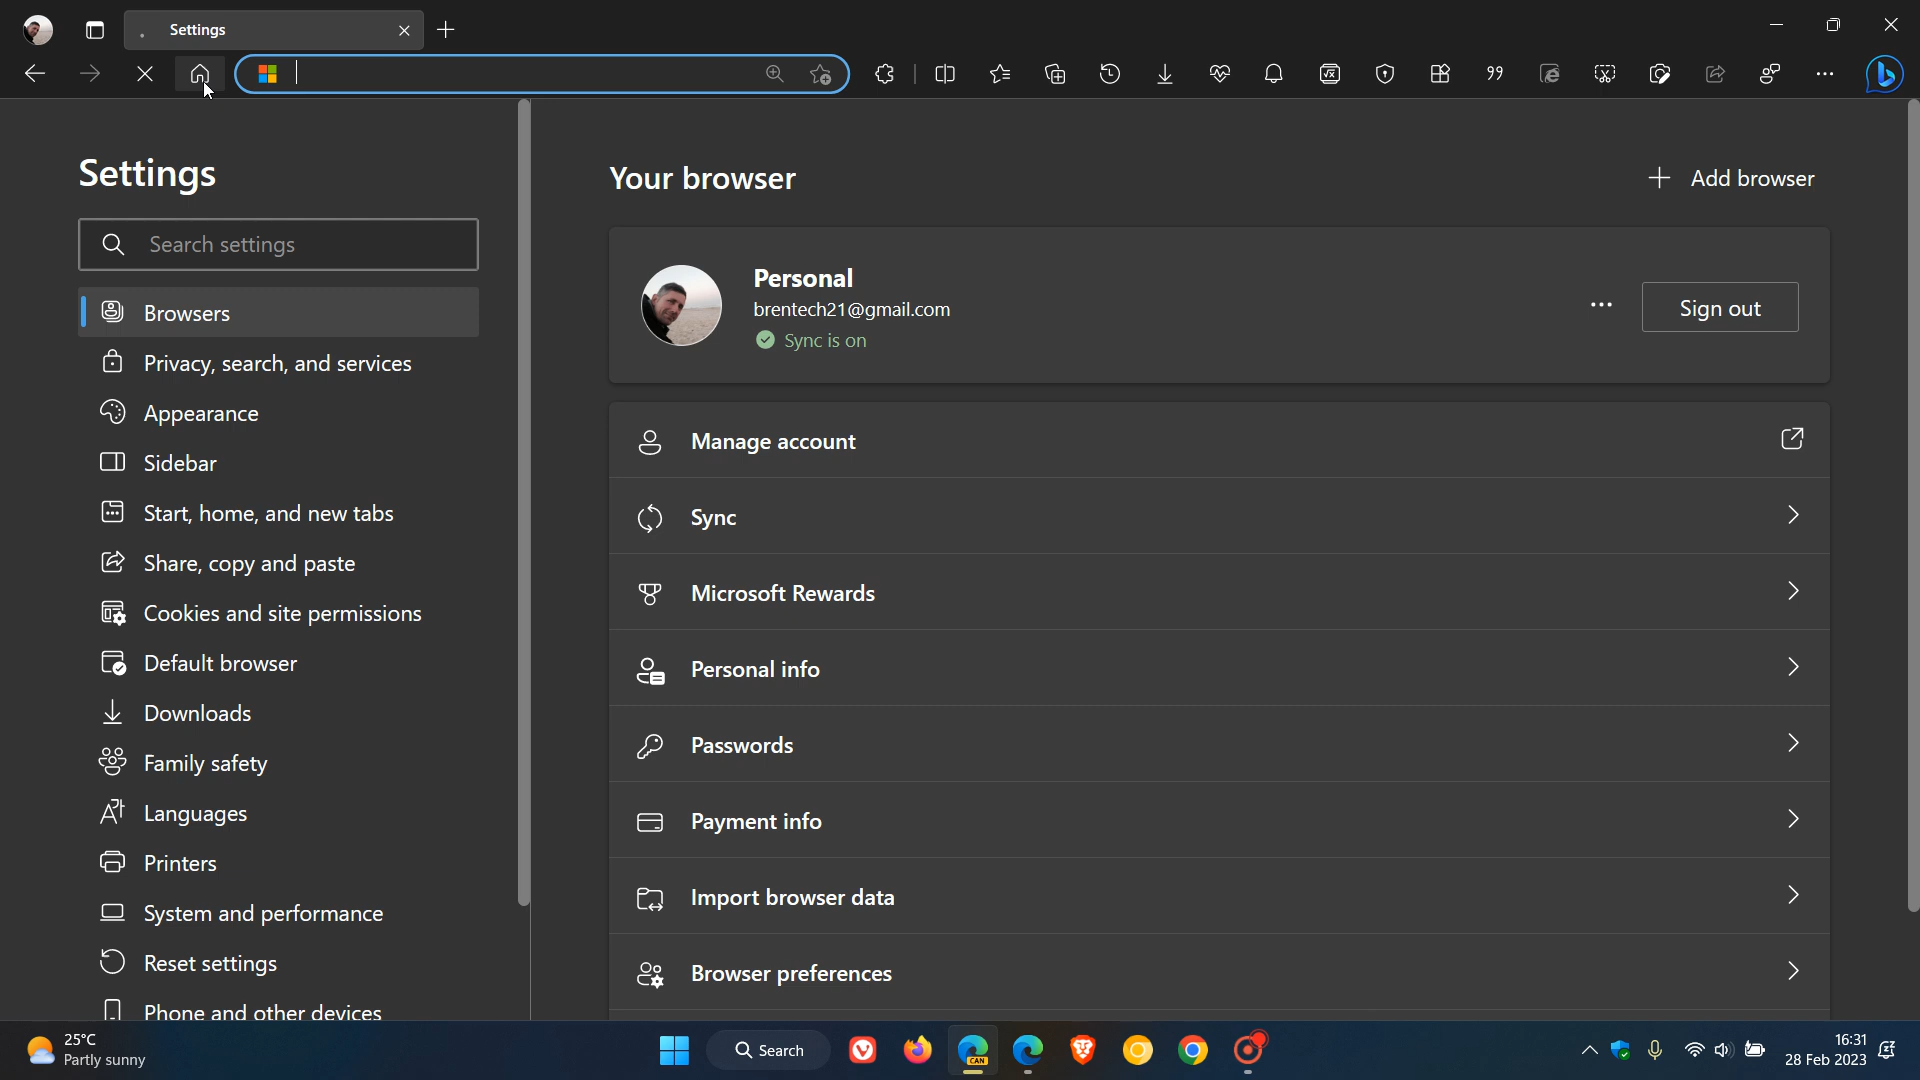 Settings
Settings
Search settings
Browsers
Privacy, search, and services
Appearance
Sidebar
Start, home, and new tabs
Share, copy and paste
Cookies and site permissions
Default browser
Downloads
Family safety
Languages
Printers
System and performance
Reset settings
Phone and other devices
Your browser
Add browser
Personal
brentech21@gmail.com
Sync is on
Sign out
Manage account
Sync
Microsoft Rewards
Personal info
Passwords
Payment info
Import browser data
Browser preferences
25°C
Partly sunny
Search
CAN
16:31
28 Feb 2023